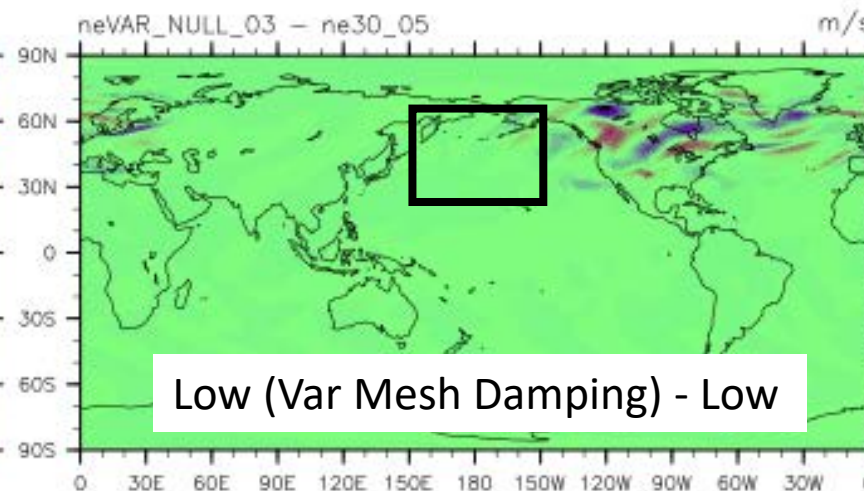 neVAR_NULL_03 – ne30_05 m/s
90N
60N
30N
0
30S
60S
90S
Low (Var Mesh Damping) - Low
0 30E 60E 90E 120E 150E 180 150W 120W 90W 60W 30W